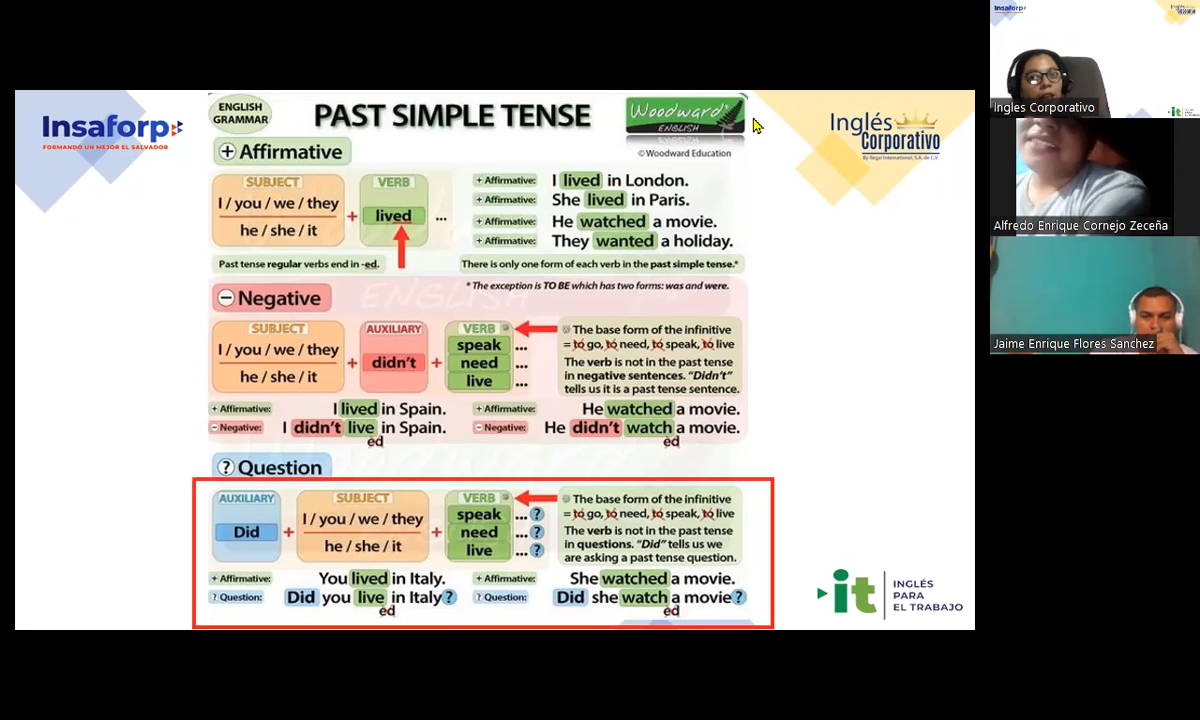 Insaforp
FORMANDO UN MEJOR EL SALVADOR
ENGLISH
GRAMMAR
PAST SIMPLE TENSE
Woodward
ENGLISH
© Woodward Education
Inglés
Corporativo
By Regal International, S.A. de C.V.
+ Affirmative
SUBJECT
I / you / we / they
he / she / it
+
VERB
lived
...
+ Affirmative: I lived in London.
+ Affirmative: She lived in Paris.
+ Affirmative: He watched a movie.
+ Affirmative: They wanted a holiday.
Past tense regular verbs end in -ed.
There is only one form of each verb in the past simple tense.*
* The exception is TO BE which has two forms: was and were.
− Negative
SUBJECT
I / you / we / they
he / she / it
+
AUXILIARY
didn't
+
VERB
speak ...
need ...
live ...
The base form of the infinitive
= to go, to need, to speak, to live
The verb is not in the past tense
in negative sentences. "Didn't"
tells us it is a past tense sentence.
+ Affirmative: I lived in Spain.
− Negative: I didn't live in Spain.
ed
+ Affirmative: He watched a movie.
− Negative: He didn't watch a movie.
ed
? Question
AUXILIARY
Did
+
SUBJECT
I / you / we / they
he / she / it
+
VERB
speak ... ?
need ... ?
live ... ?
The base form of the infinitive
= to go, to need, to speak, to live
The verb is not in the past tense
in questions. "Did" tells us we
are asking a past tense question.
+ Affirmative: You lived in Italy.
? Question: Did you live in Italy?
ed
+ Affirmative: She watched a movie.
? Question: Did she watch a movie?
ed
it
INGLÉS
PARA
EL TRABAJO
Insaforp
Ingles Corporativo
it
Alfredo Enrique Cornejo Zeceña
Jaime Enrique Flores Sanchez